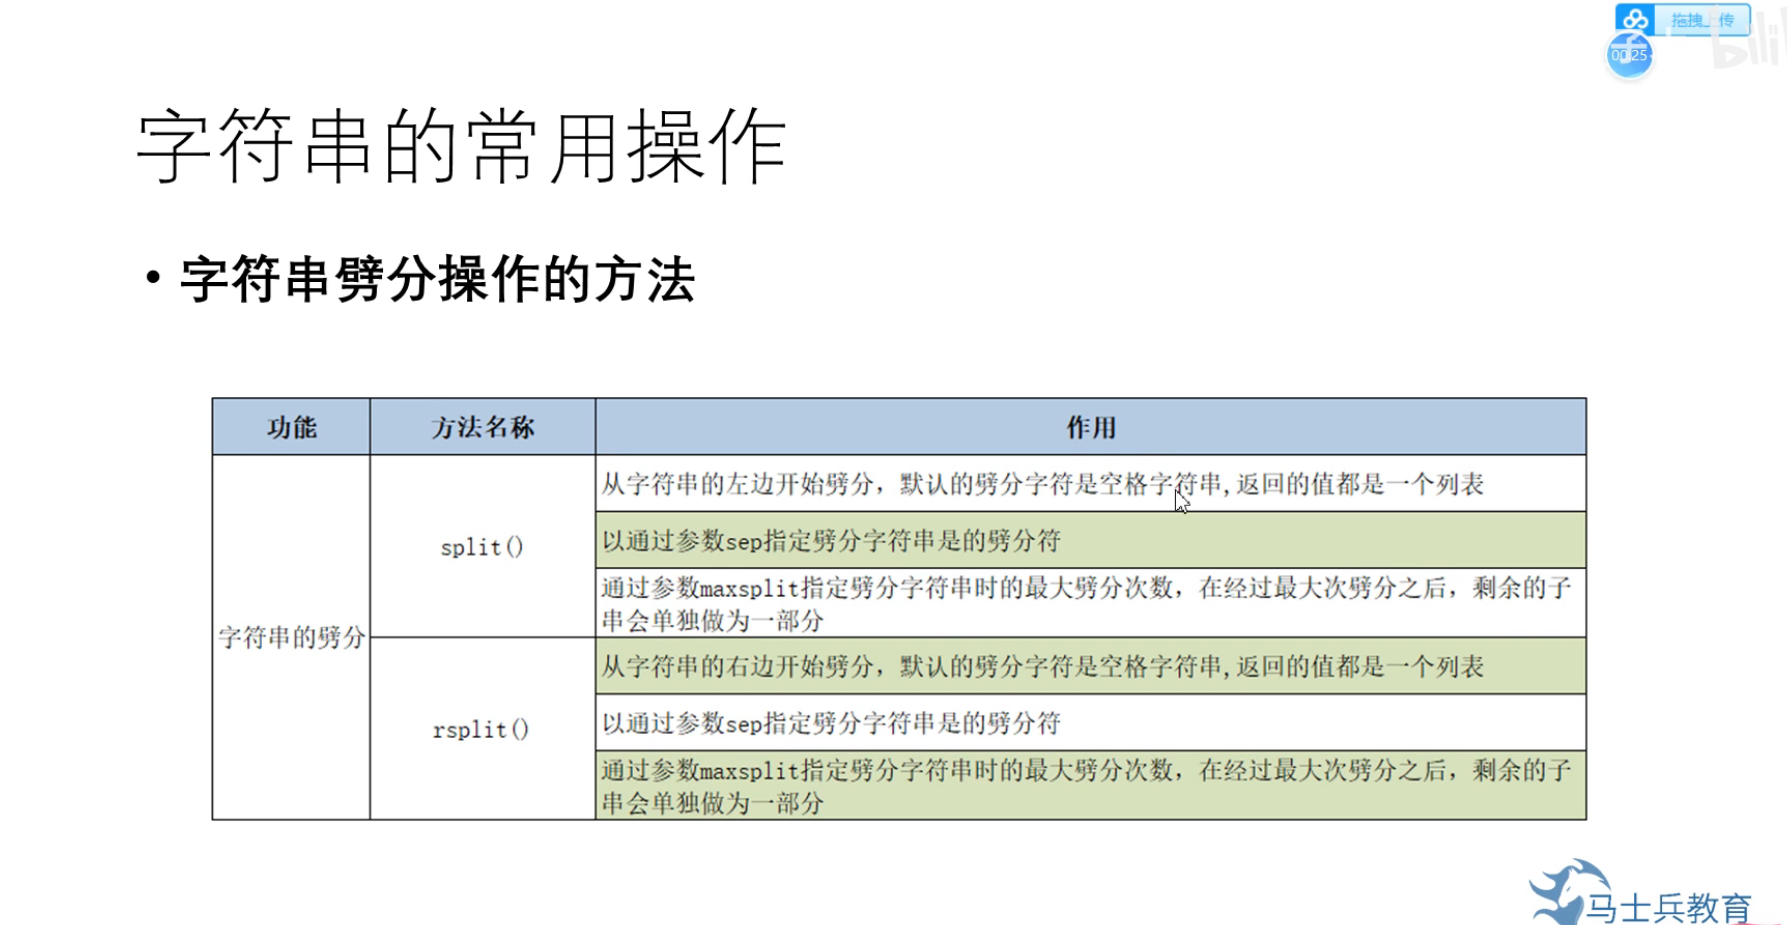 拖拽上传
00:25
bili
字符串的常用操作
• 字符串劈分操作的方法
功能 方法名称 作用
字符串的劈分
split()
从字符串的左边开始劈分，默认的劈分字符是空格字符串,返回的值都是一个列表
以通过参数sep指定劈分字符串是的劈分符
通过参数maxsplit指定劈分字符串时的最大劈分次数，在经过最大次劈分之后，剩余的子
串会单独做为一部分
rsplit()
从字符串的右边开始劈分，默认的劈分字符是空格字符串,返回的值都是一个列表
以通过参数sep指定劈分字符串是的劈分符
通过参数maxsplit指定劈分字符串时的最大劈分次数，在经过最大次劈分之后，剩余的子
串会单独做为一部分
马士兵教育